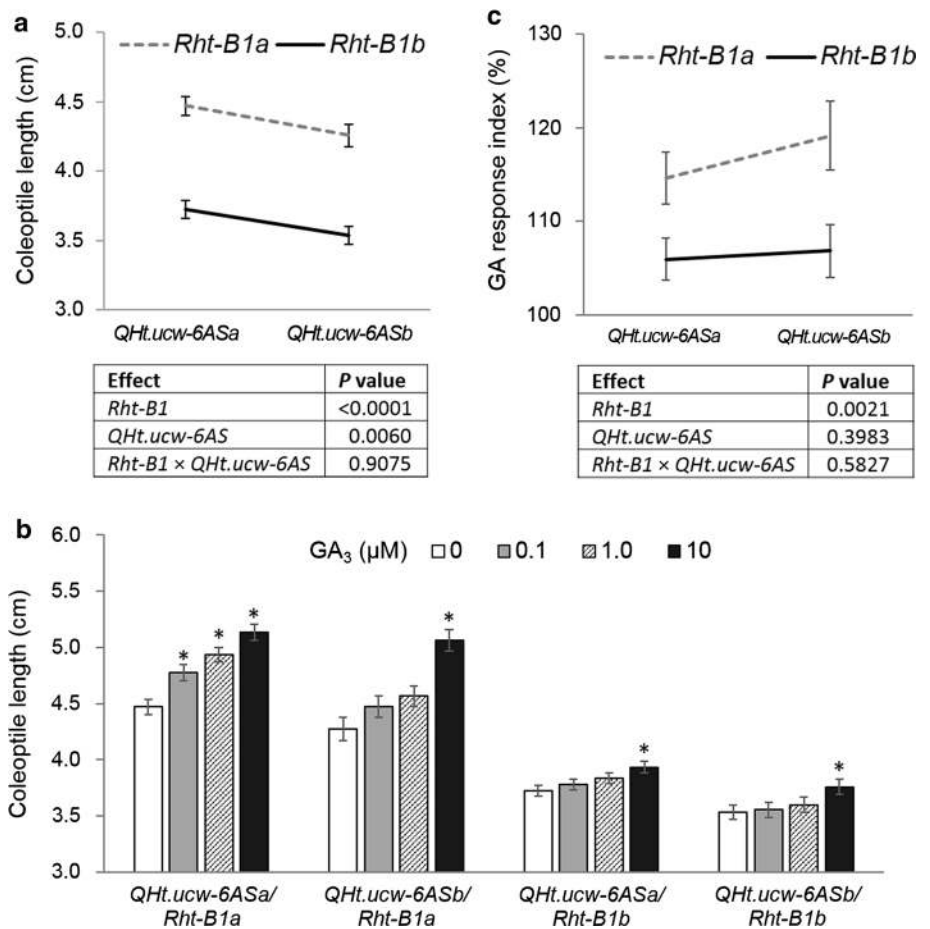 a
5.0
4.5
4.0
3.5
3.0
Coleoptile length (cm)
Rht-B1a
Rht-B1b
QHt.ucw-6ASa
QHt.ucw-6ASb
Effect P value
Rht-B1 <0.0001
QHt.ucw-6AS 0.0060
Rht-B1 × QHt.ucw-6AS 0.9075
c
130
120
110
100
GA response index (%)
Rht-B1a
Rht-B1b
QHt.ucw-6ASa
QHt.ucw-6ASb
Effect P value
Rht-B1 0.0021
QHt.ucw-6AS 0.3983
Rht-B1 × QHt.ucw-6AS 0.5827
b
6.0
5.5
5.0
4.5
4.0
3.5
3.0
Coleoptile length (cm)
GA₃ (µM) 0 0.1 1.0 10
*
*
*
*
*
*
QHt.ucw-6ASa/
Rht-B1a
QHt.ucw-6ASb/
Rht-B1a
QHt.ucw-6ASa/
Rht-B1b
QHt.ucw-6ASb/
Rht-B1b